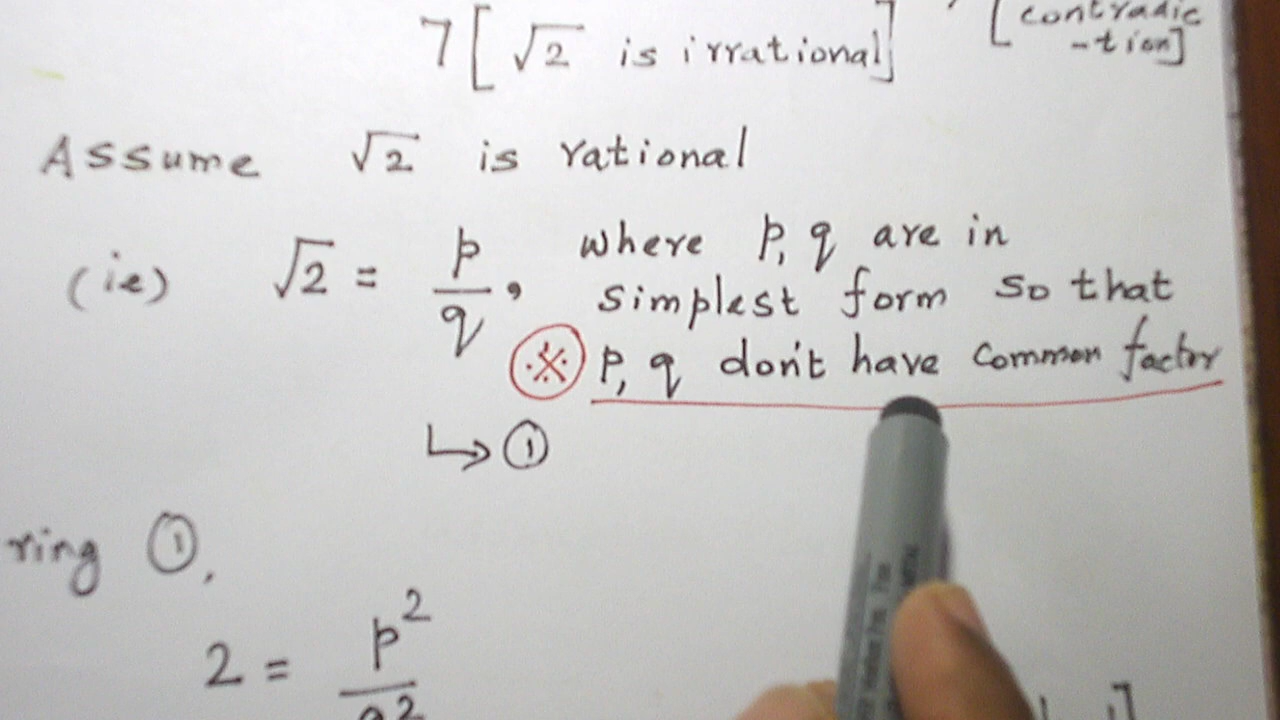 7[√2 is irrational] , [contradic
-tion]
Assume √2 is rational
(ie) √2 = p/q, where p, q are in
simplest form so that
※ p, q don't have common factor
↳ ①
ring ①,
2 = p²/q²